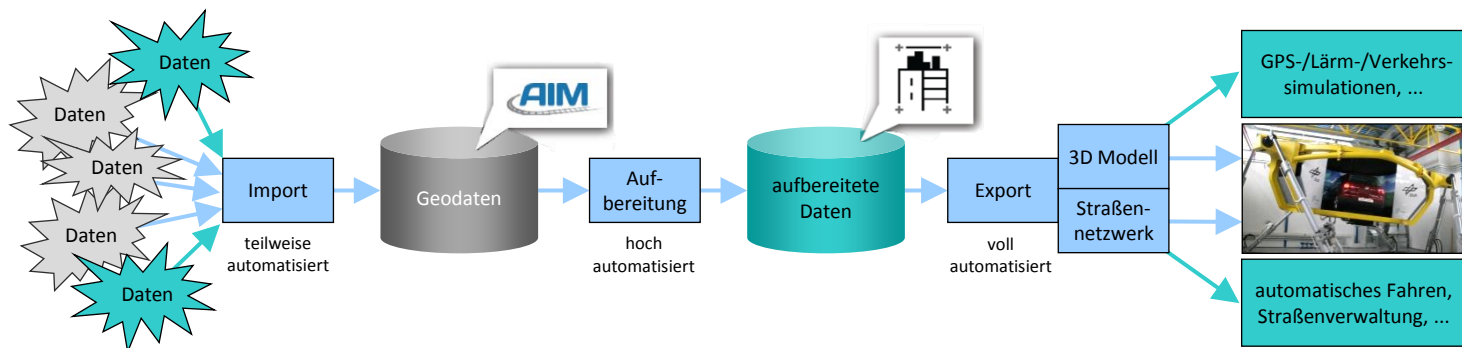 Daten
Daten
Daten
Daten
Daten
Import
teilweise
automatisiert
AIM
Geodaten
Auf-
bereitung
hoch
automatisiert
aufbereitete
Daten
Export
voll
automatisiert
3D Modell
Straßen-
netzwerk
GPS-/Lärm-/Verkehrs-
simulationen, ...
automatisches Fahren,
Straßenverwaltung, ...